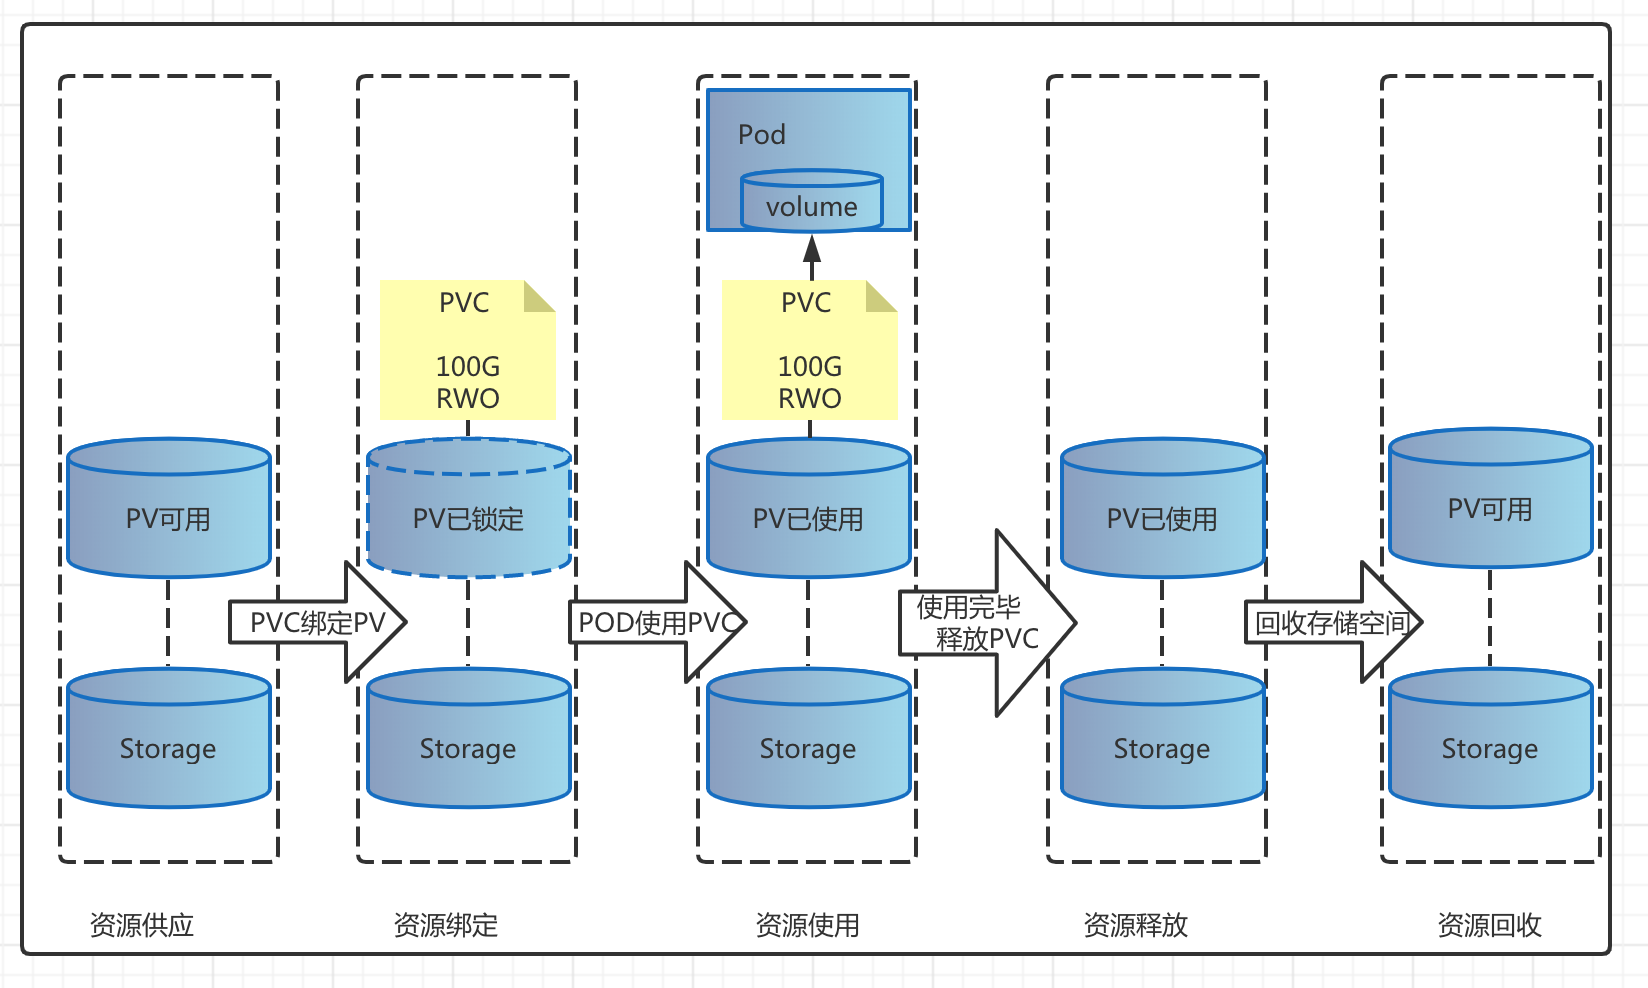 Pod
volume
PVC
100G
RWO
PVC
100G
RWO
PV可用
PV已锁定
PV已使用
PV已使用
PV可用
PVC绑定PV
POD使用PVC
使用完毕
释放PVC
回收存储空间
Storage
Storage
Storage
Storage
Storage
资源供应
资源绑定
资源使用
资源释放
资源回收